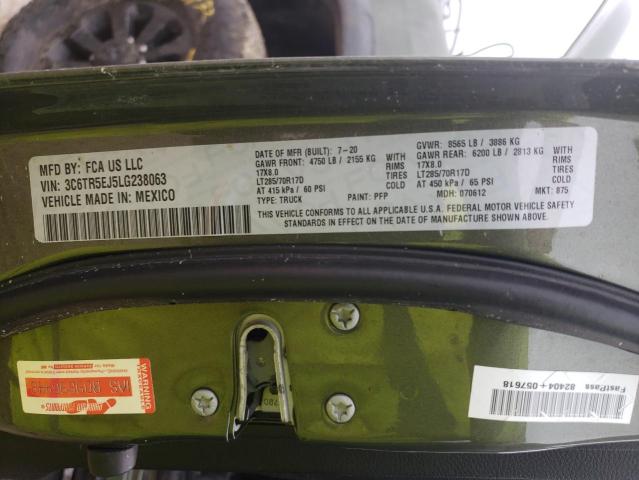 MFD BY: FCA US LLC
VIN: 3C6TR5EJ5LG238063
VEHICLE MADE IN: MEXICO
DATE OF MFR (BUILT): 7-20
GAWR FRONT: 4750 LB / 2155 KG
17X8.0
LT285/70R17D
AT 415 kPa / 60 PSI
TYPE: TRUCK
WITH
RIMS
TIRES
COLD
PAINT: PFP
GVWR: 8565 LB / 3886 KG
GAWR REAR: 6200 LB / 2813 KG
17X8.0
LT285/70R17D
AT 450 kPa / 65 PSI
MDH: 070612
WITH
RIMS
TIRES
COLD
MKT: 875
THIS VEHICLE CONFORMS TO ALL APPLICABLE U.S.A. FEDERAL MOTOR VEHICLE SAFETY
STANDARDS IN EFFECT ON THE DATE OF MANUFACTURE SHOWN ABOVE.
WARNING
FastPass
82404+057618